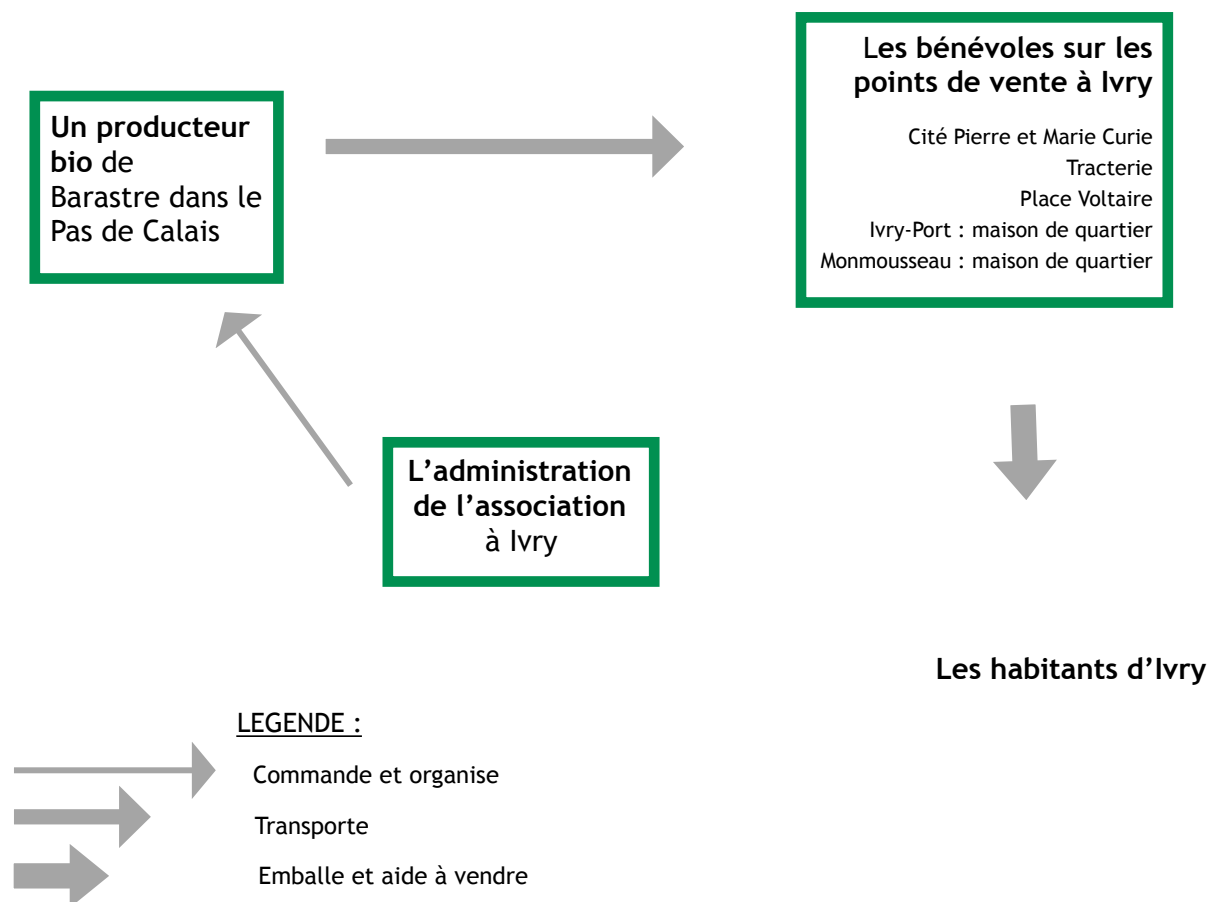 Un producteur
bio de
Barastre dans le
Pas de Calais
Les bénévoles sur les
points de vente à Ivry
Cité Pierre et Marie Curie
Tracterie
Place Voltaire
Ivry-Port : maison de quartier
Monmousseau : maison de quartier
L’administration
de l’association
à Ivry
Les habitants d’Ivry
LEGENDE :
Commande et organise
Transporte
Emballe et aide à vendre